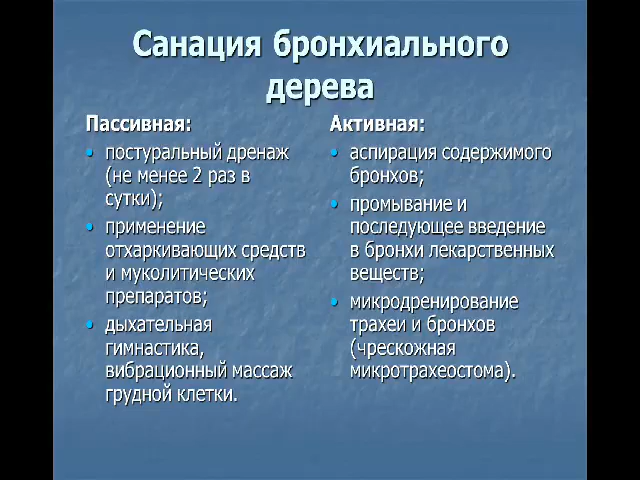 Санация бронхиального
дерева
Пассивная:
• постуральный дренаж
(не менее 2 раз в
сутки);
• применение
отхаркивающих средств
и муколитических
препаратов;
• дыхательная
гимнастика,
вибрационный массаж
грудной клетки.
Активная:
• аспирация содержимого
бронхов;
• промывание и
последующее введение
в бронхи лекарственных
веществ;
• микродренирование
трахеи и бронхов
(чрескожная
микротрахеостома).